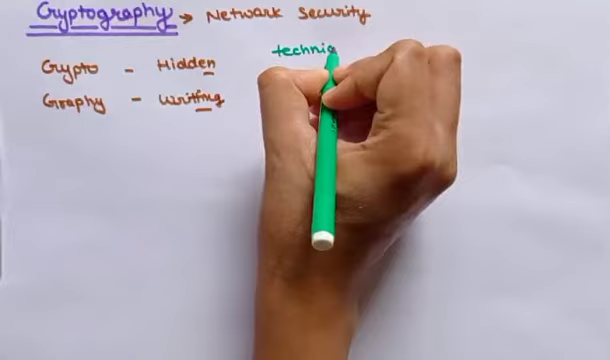 Cryptography → Network Security
techni
Crypto - Hidden
Graphy - Writing